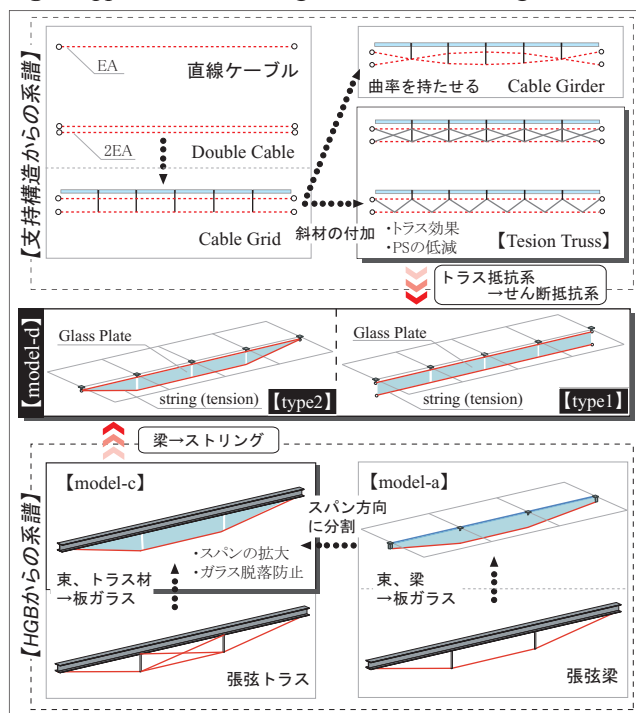 【支持構造からの系譜】
EA
直線ケーブル
2EA
Double Cable
Cable Grid
曲率を持たせる
Cable Girder
斜材の付加
・トラス効果
・PSの低減
【Tesion Truss】
トラス抵抗系
→せん断抵抗系
【model-d】
Glass Plate
string (tension)
【type2】
Glass Plate
string (tension)
【type1】
梁→ストリング
【HGBからの系譜】
【model-c】
・スパンの拡大
・ガラス脱落防止
束、トラス材
→板ガラス
張弦トラス
スパン方向
に分割
【model-a】
束、梁
→板ガラス
張弦梁